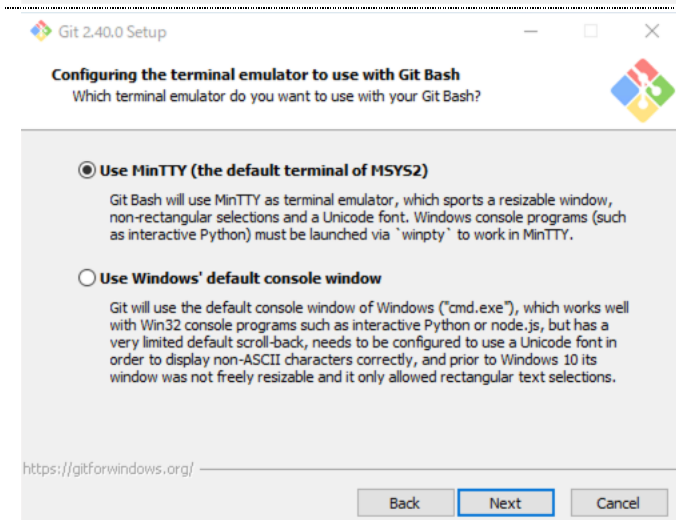 Git 2.40.0 Setup
Configuring the terminal emulator to use with Git Bash
Which terminal emulator do you want to use with your Git Bash?
Use MinTTY (the default terminal of MSYS2)
Git Bash will use MinTTY as terminal emulator, which sports a resizable window,
non-rectangular selections and a Unicode font. Windows console programs (such
as interactive Python) must be launched via `winpty` to work in MinTTY.
Use Windows' default console window
Git will use the default console window of Windows ("cmd.exe"), which works well
with Win32 console programs such as interactive Python or node.js, but has a
very limited default scroll-back, needs to be configured to use a Unicode font in
order to display non-ASCII characters correctly, and prior to Windows 10 its
window was not freely resizable and it only allowed rectangular text selections.
https://gitforwindows.org/
Back Next Cancel